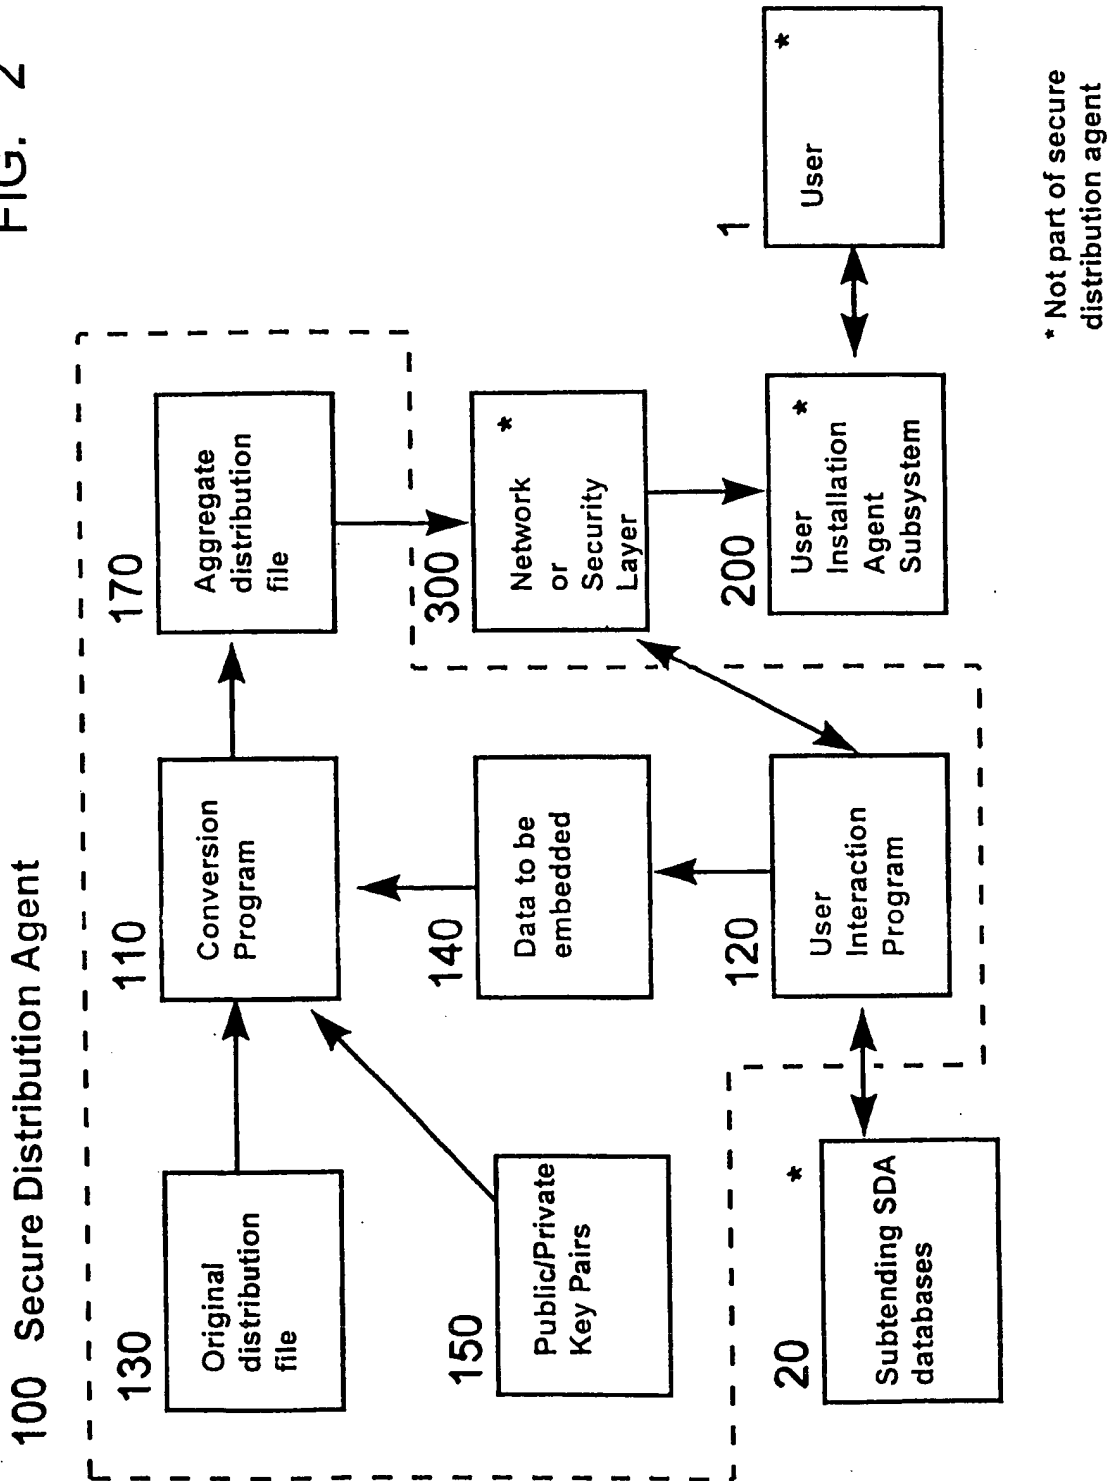 FIG. 2
100 Secure Distribution Agent
130
Original
distribution
file
110
Conversion
Program
170
Aggregate
distribution
file
150
Public/Private
Key Pairs
140
Data to be
embedded
300
Network *
or
Security
Layer
20
*
Subtending SDA
databases
120
User
Interaction
Program
200
User *
Installation
Agent
Subsystem
1
User *
* Not part of secure
distribution agent